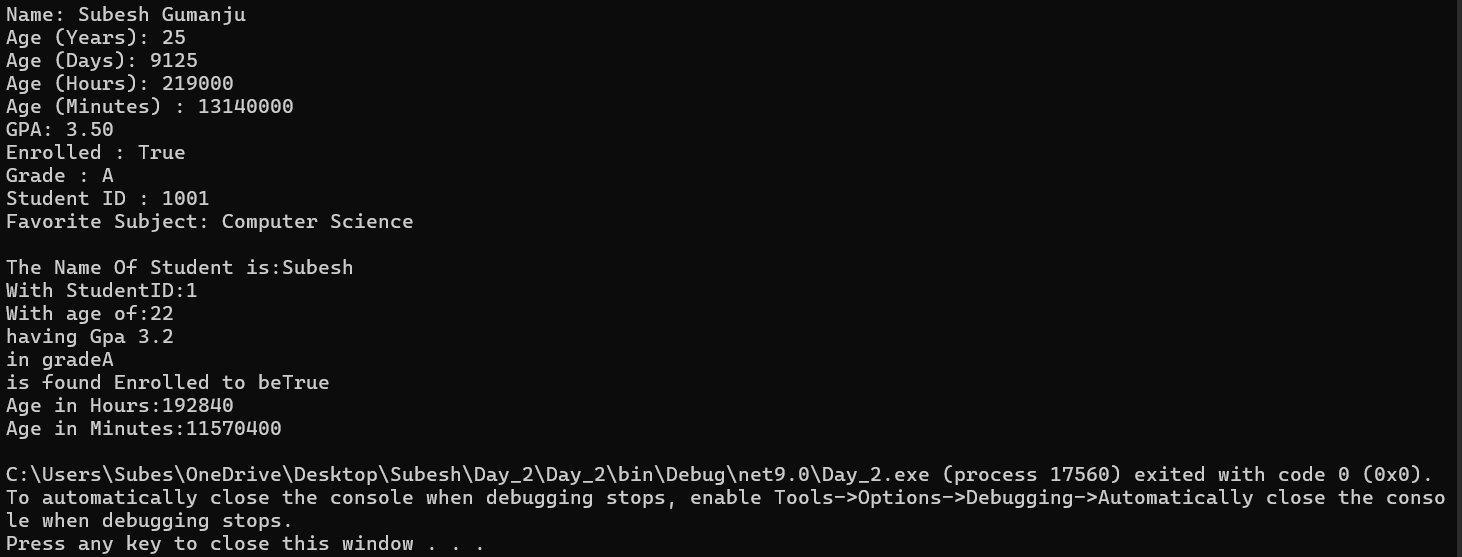 Name: Subesh Gumanju
Age (Years): 25
Age (Days): 9125
Age (Hours): 219000
Age (Minutes) : 13140000
GPA: 3.50
Enrolled : True
Grade : A
Student ID : 1001
Favorite Subject: Computer Science
The Name Of Student is:Subesh
With StudentID:1
With age of:22
having Gpa 3.2
in gradeA
is found Enrolled to beTrue
Age in Hours:192840
Age in Minutes:11570400
C:\Users\Subes\OneDrive\Desktop\Subesh\Day_2\Day_2\bin\Debug\net9.0\Day_2.exe (process 17560) exited with code 0 (0x0).
To automatically close the console when debugging stops, enable Tools->Options->Debugging->Automatically close the conso
le when debugging stops.
Press any key to close this window . . .